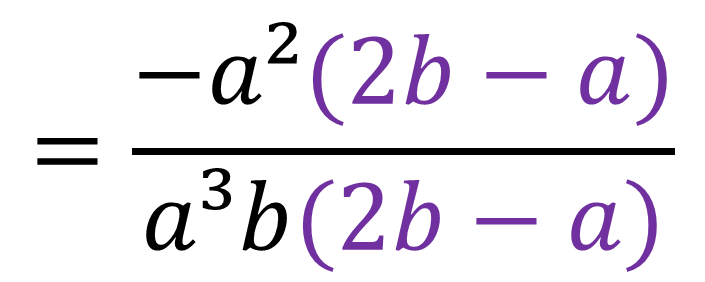 = −a²(2b − a)
a³b(2b − a)